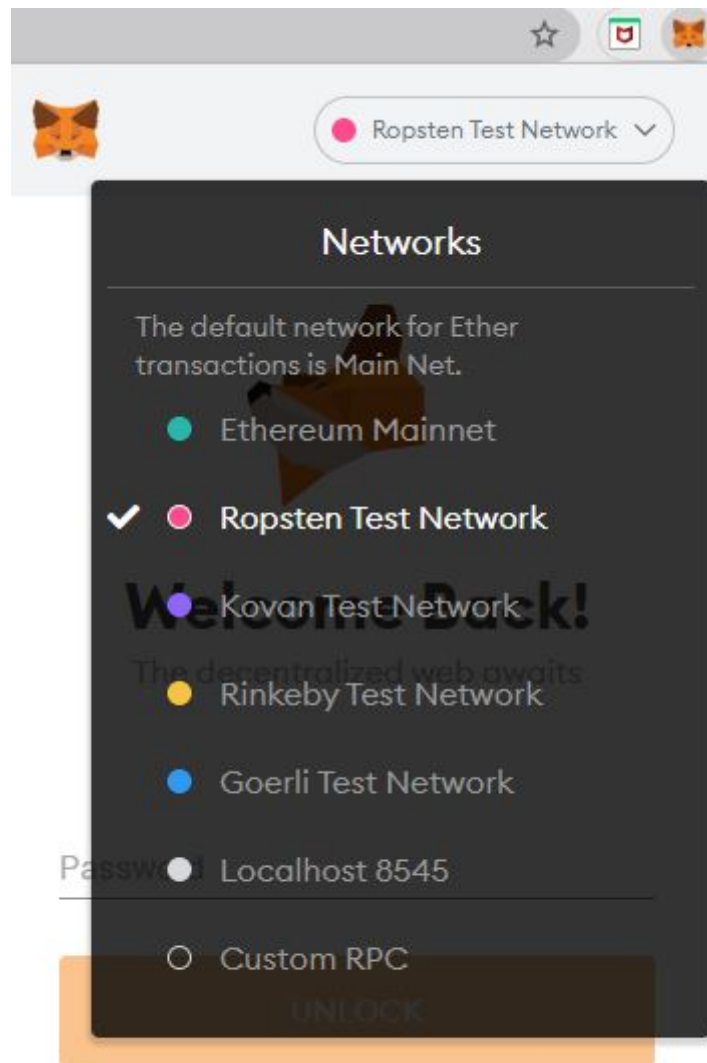 Ropsten Test Network
Networks
The default network for Ether
transactions is Main Net.
Ethereum Mainnet
Ropsten Test Network
Welcome Back!
Kovan Test Network
The decentralized web awaits
Rinkeby Test Network
Goerli Test Network
Password
Localhost 8545
Custom RPC
UNLOCK